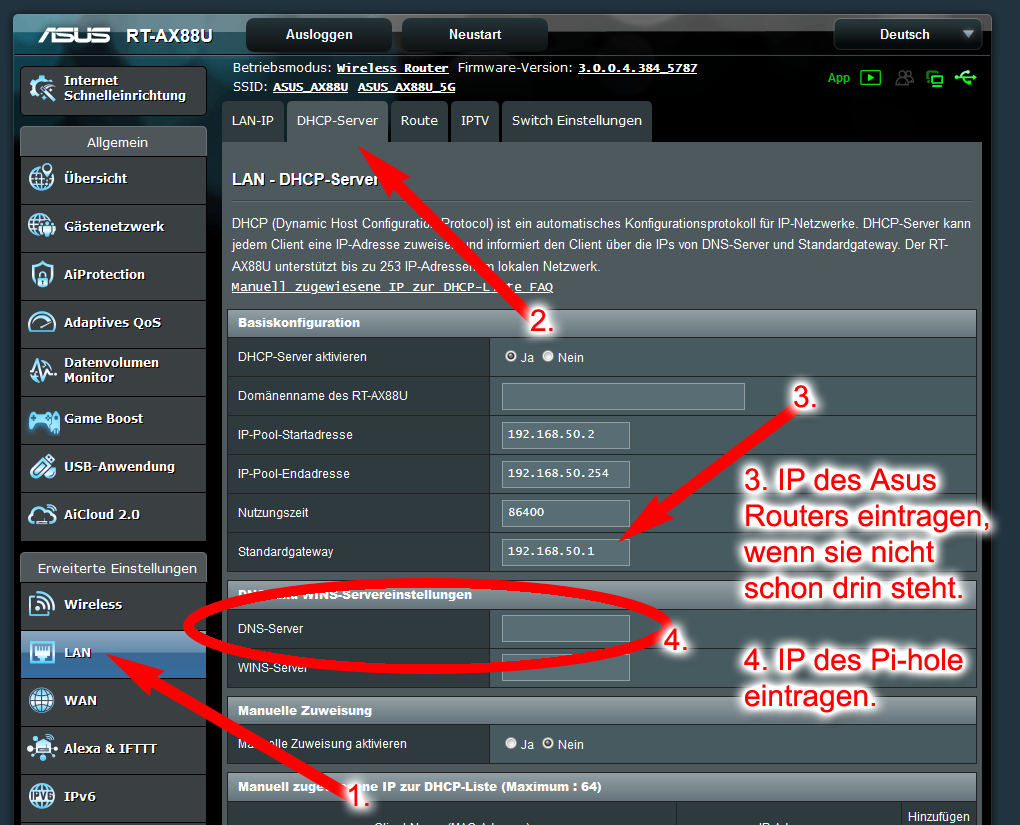 ASUS RT-AX88U Ausloggen Neustart Deutsch
Betriebsmodus: Wireless Router Firmware-Version: 3.0.0.4.384_5787
SSID: ASUS_AX88U ASUS_AX88U_5G
App
Internet
Schnelleinrichtung
Allgemein
Übersicht
Gästenetzwerk
AiProtection
Adaptives QoS
Datenvolumen
Monitor
Game Boost
USB-Anwendung
AiCloud 2.0
Erweiterte Einstellungen
Wireless
LAN
WAN
Alexa & IFTTT
IPv6
LAN-IP DHCP-Server Route IPTV Switch Einstellungen
LAN - DHCP-Server
DHCP (Dynamic Host Configuration Protocol) ist ein automatisches Konfigurationsprotokoll für IP-Netzwerke. DHCP-Server kann
jedem Client eine IP-Adresse zuweisen und informiert den Client über die IPs von DNS-Server und Standardgateway. Der RT-
AX88U unterstützt bis zu 253 IP-Adressen im lokalen Netzwerk.
Manuell zugewiesene IP zur DHCP-Liste FAQ
Basiskonfiguration
DHCP-Server aktivieren Ja Nein
Domänenname des RT-AX88U
IP-Pool-Startadresse 192.168.50.2
IP-Pool-Endadresse 192.168.50.254
Nutzungszeit 86400
Standardgateway 192.168.50.1
DNS und WINS-Servereinstellungen
DNS-Server
WINS-Server
Manuelle Zuweisung
Manuelle Zuweisung aktivieren Ja Nein
Manuell zugewiesene IP zur DHCP-Liste (Maximum : 64)
Hinzufügen
1.
2.
3.
4.
3. IP des Asus
Routers eintragen,
wenn sie nicht
schon drin steht.
4. IP des Pi-hole
eintragen.